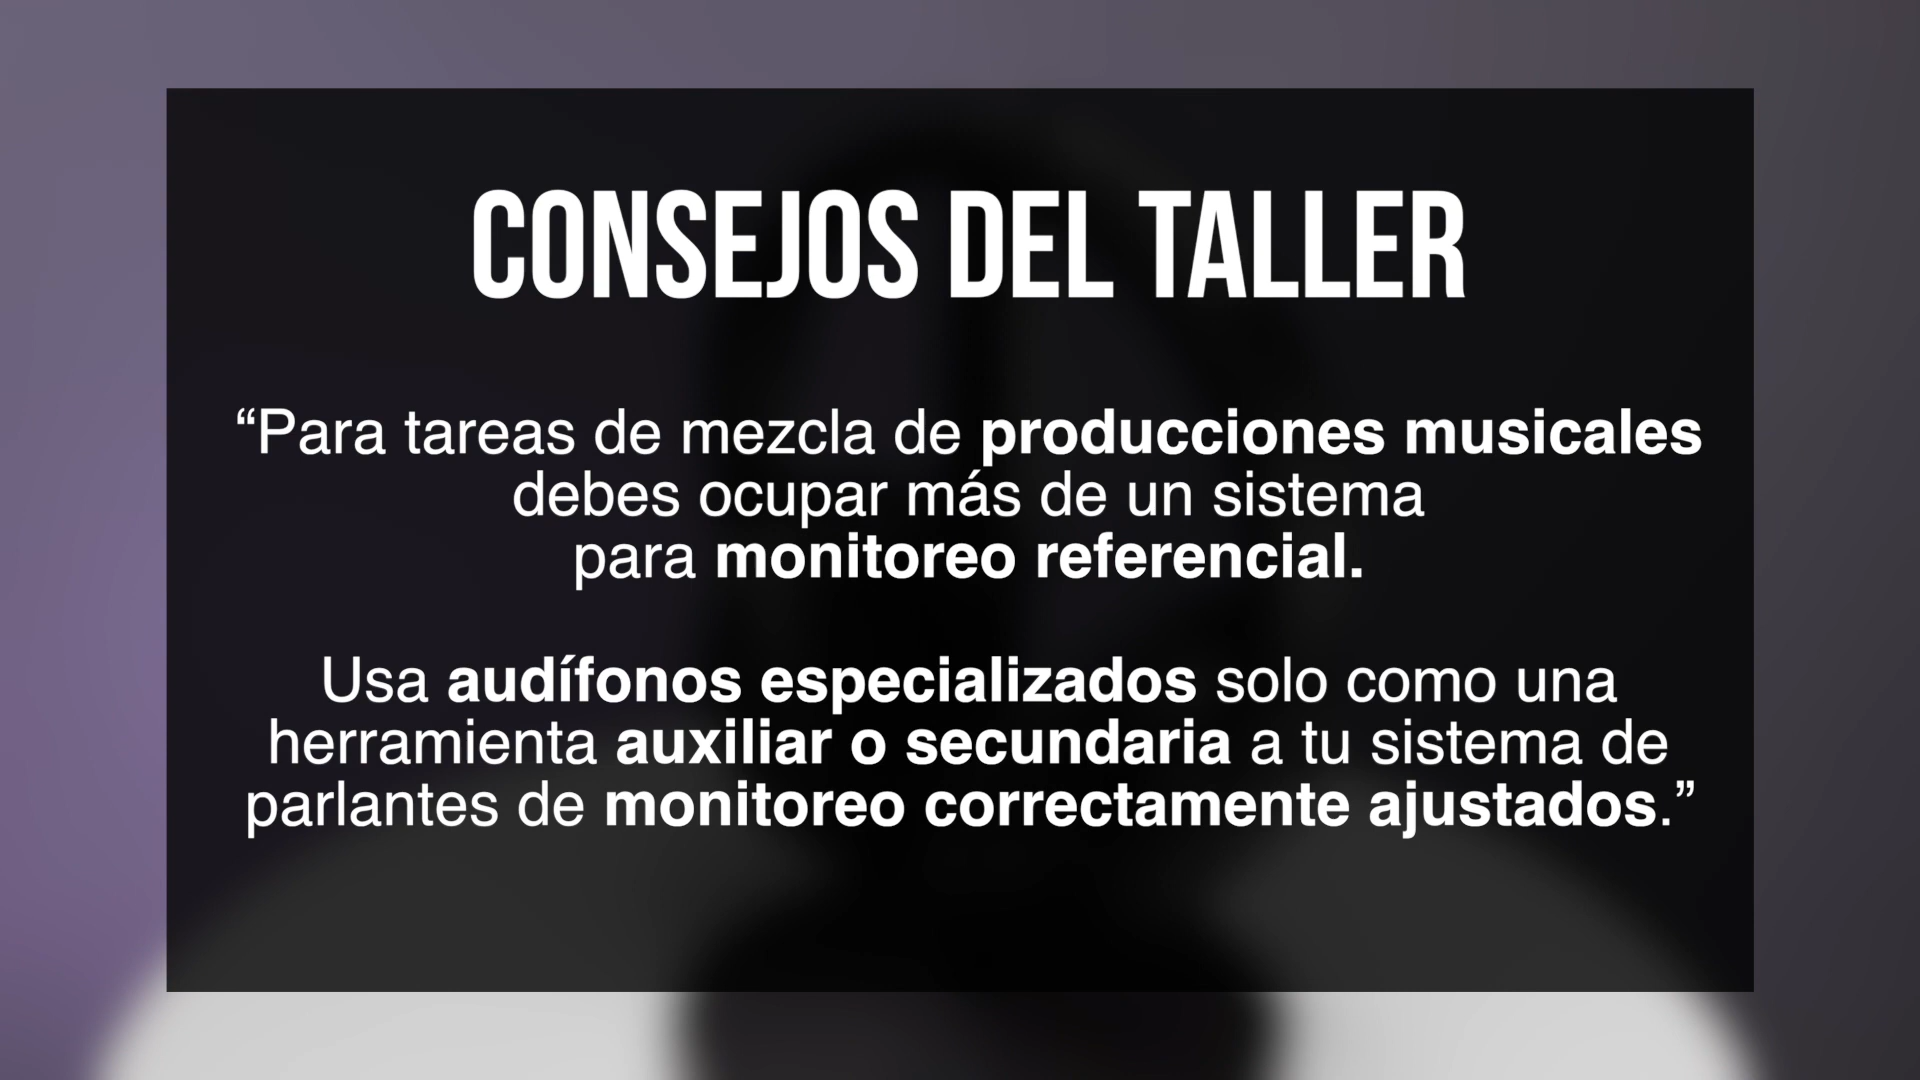 CONSEJOS DEL TALLER
“Para tareas de mezcla de producciones musicales
debes ocupar más de un sistema
para monitoreo referencial.
Usa audífonos especializados solo como una
herramienta auxiliar o secundaria a tu sistema de
parlantes de monitoreo correctamente ajustados.”